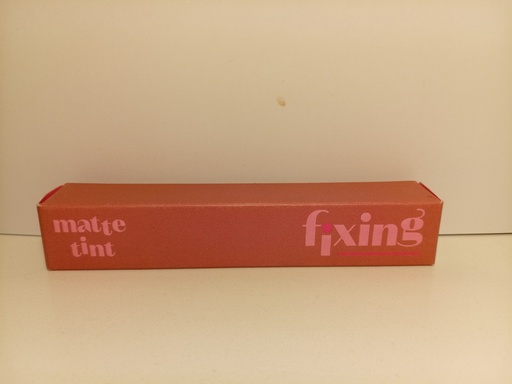 matte
tint
fixing